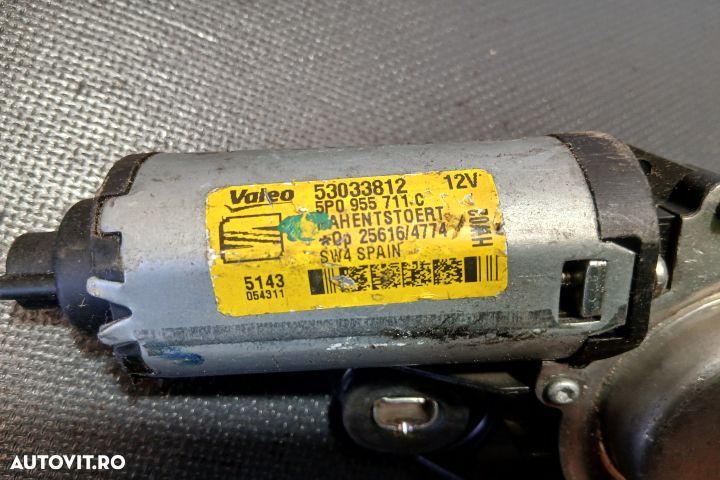 Valeo 53033812 12V
5P0 955 711.C
AHENTSTOERT
*Op 25616/4774
SW4 SPAIN
5143
054311
AUTOVIT.RO